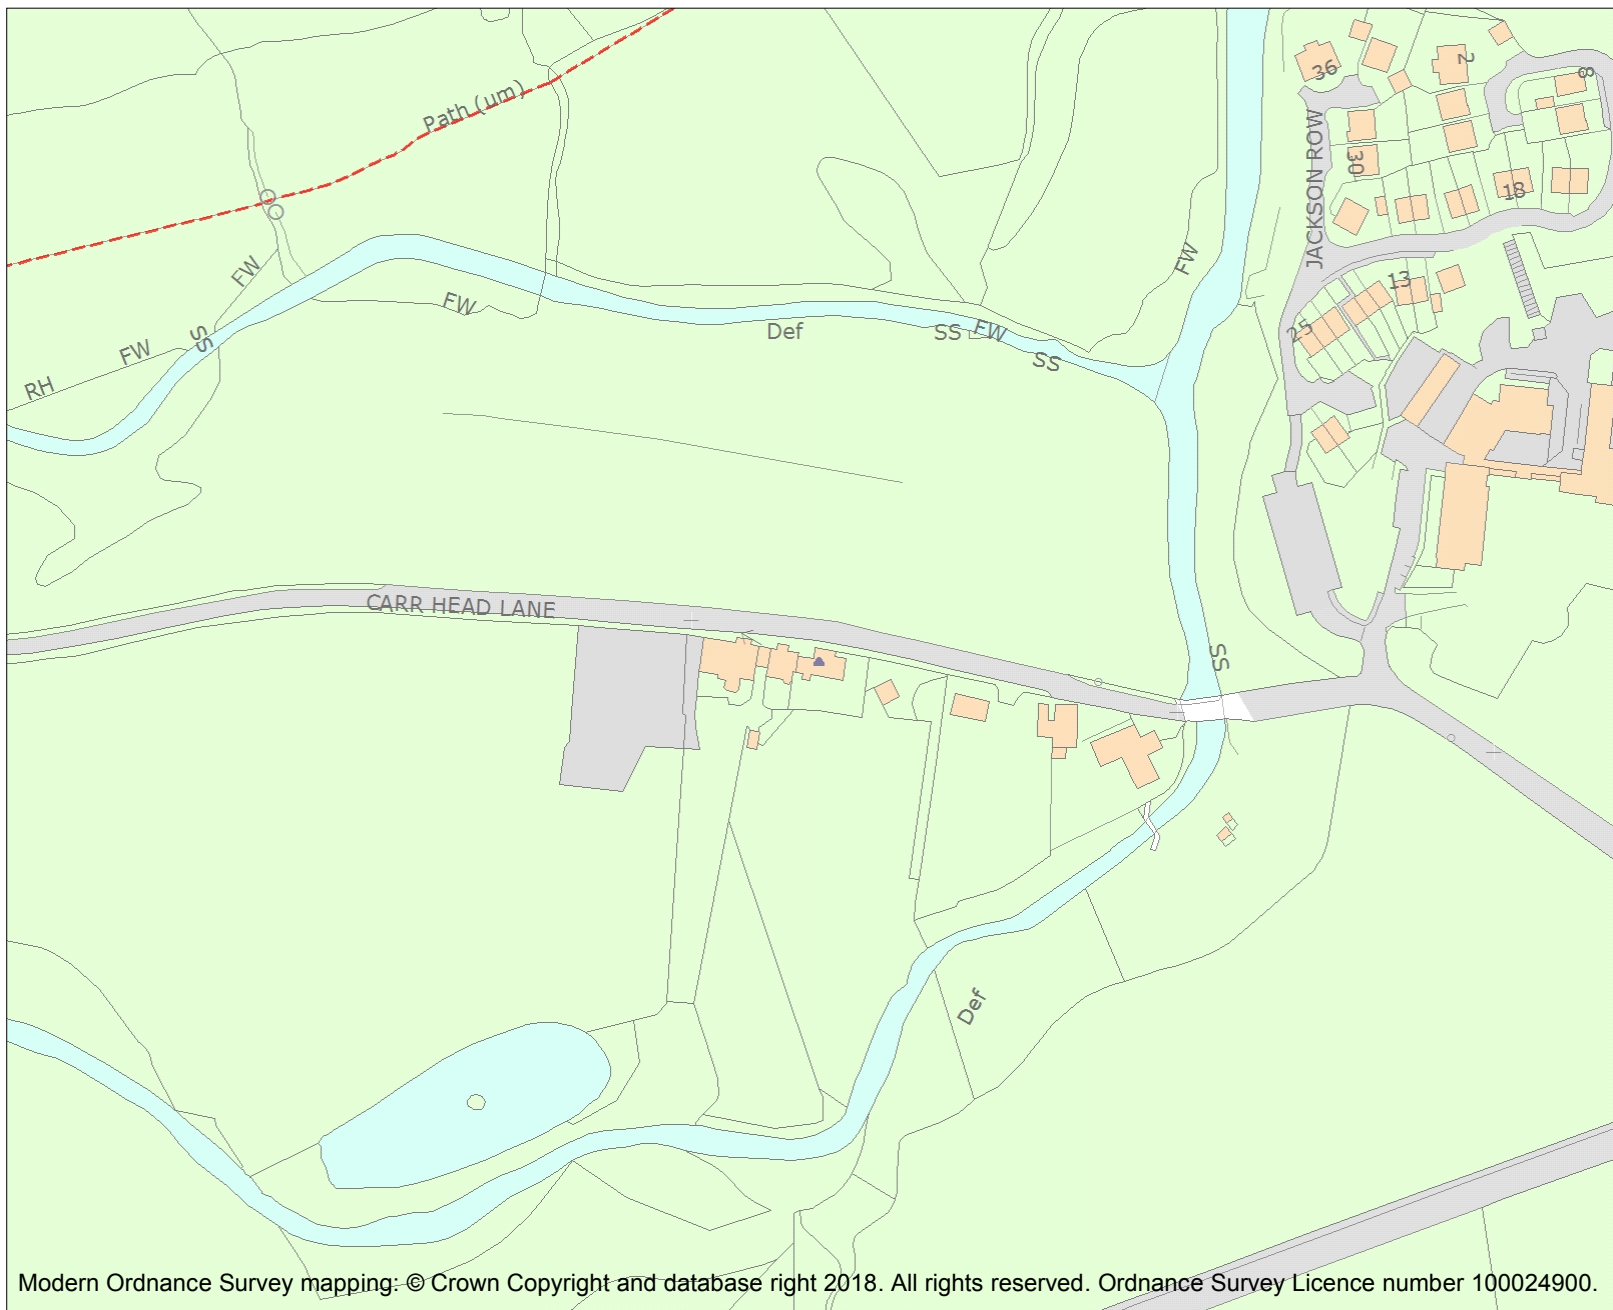 36
2
8
Path (um)
JACKSON ROW
30
18
FW
FW
13
FW
25
SS
Def
SS
FW
FW
SS
RH
CARR HEAD LANE
SS
Def
Modern Ordnance Survey mapping: © Crown Copyright and database right 2018. All rights reserved. Ordnance Survey Licence number 100024900.